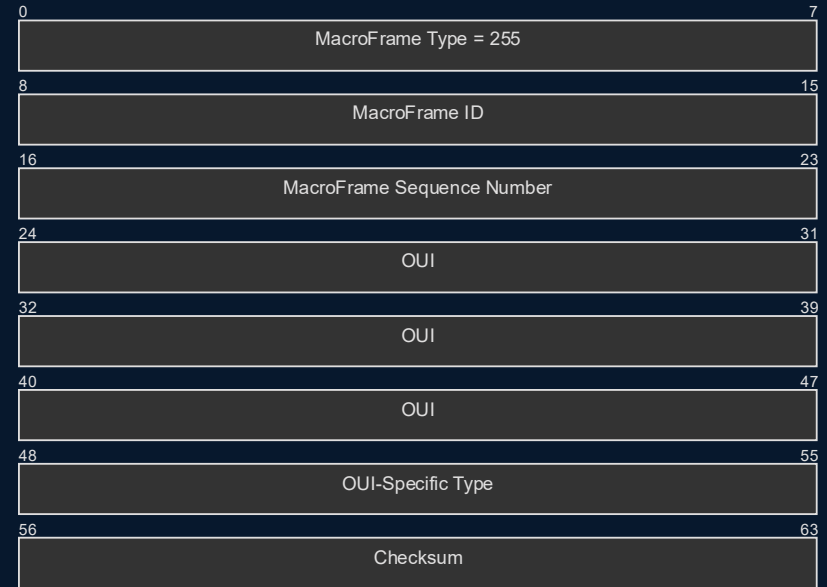 0 7
MacroFrame Type = 255
8 15
MacroFrame ID
16 23
MacroFrame Sequence Number
24 31
OUI
32 39
OUI
40 47
OUI
48 55
OUI-Specific Type
56 63
Checksum